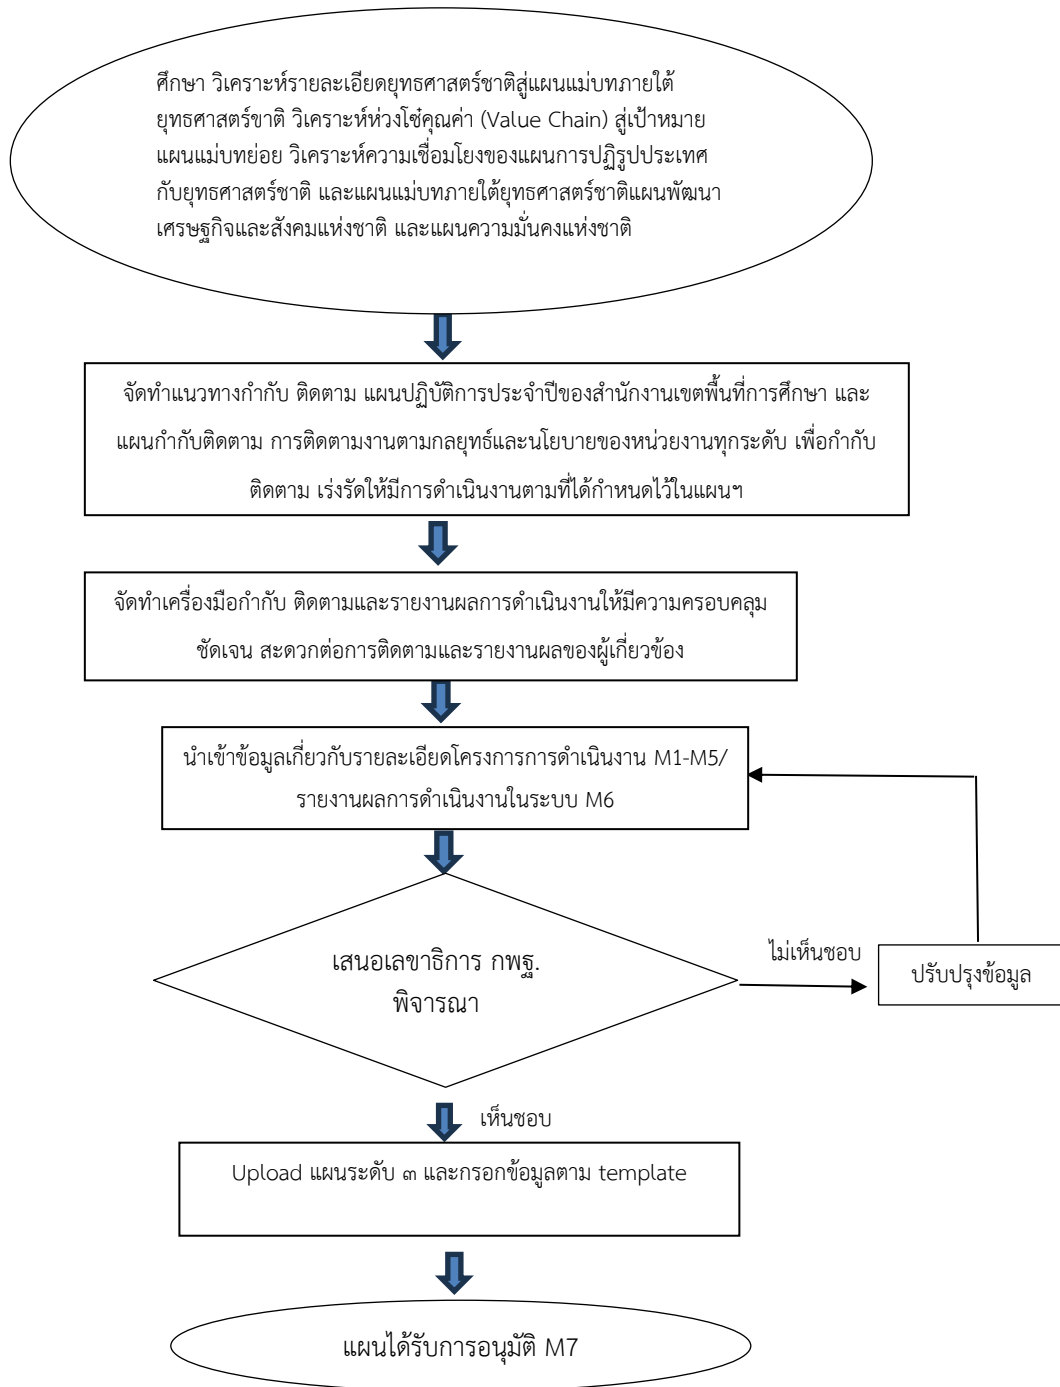 ศึกษา วิเคราะห์รายละเอียดยุทธศาสตร์ชาติสู่แผนแม่บทภายใต้
ยุทธศาสตร์ขาติ วิเคราะห์ห่วงโซ่คุณค่า (Value Chain) สู่เป้าหมาย
แผนแม่บทย่อย วิเคราะห์ความเชื่อมโยงของแผนการปฏิรูปประเทศ
กับยุทธศาสตร์ชาติ และแผนแม่บทภายใต้ยุทธศาสตร์ชาติแผนพัฒนา
เศรษฐกิจและสังคมแห่งชาติ และแผนความมั่นคงแห่งชาติ
จัดทำแนวทางกำกับ ติดตาม แผนปฏิบัติการประจำปีของสำนักงานเขตพื้นที่การศึกษา และ
แผนกำกับติดตาม การติดตามงานตามกลยุทธ์และนโยบายของหน่วยงานทุกระดับ เพื่อกำกับ
ติดตาม เร่งรัดให้มีการดำเนินงานตามที่ได้กำหนดไว้ในแผนฯ
จัดทำเครื่องมือกำกับ ติดตามและรายงานผลการดำเนินงานให้มีความครอบคลุม
ชัดเจน สะดวกต่อการติดตามและรายงานผลของผู้เกี่ยวข้อง
นำเข้าข้อมูลเกี่ยวกับรายละเอียดโครงการการดำเนินงาน M1-M5/
รายงานผลการดำเนินงานในระบบ M6
เสนอเลขาธิการ กพฐ.
พิจารณา
ไม่เห็นชอบ
ปรับปรุงข้อมูล
เห็นชอบ
Upload แผนระดับ ๓ และกรอกข้อมูลตาม template
แผนได้รับการอนุมัติ M7